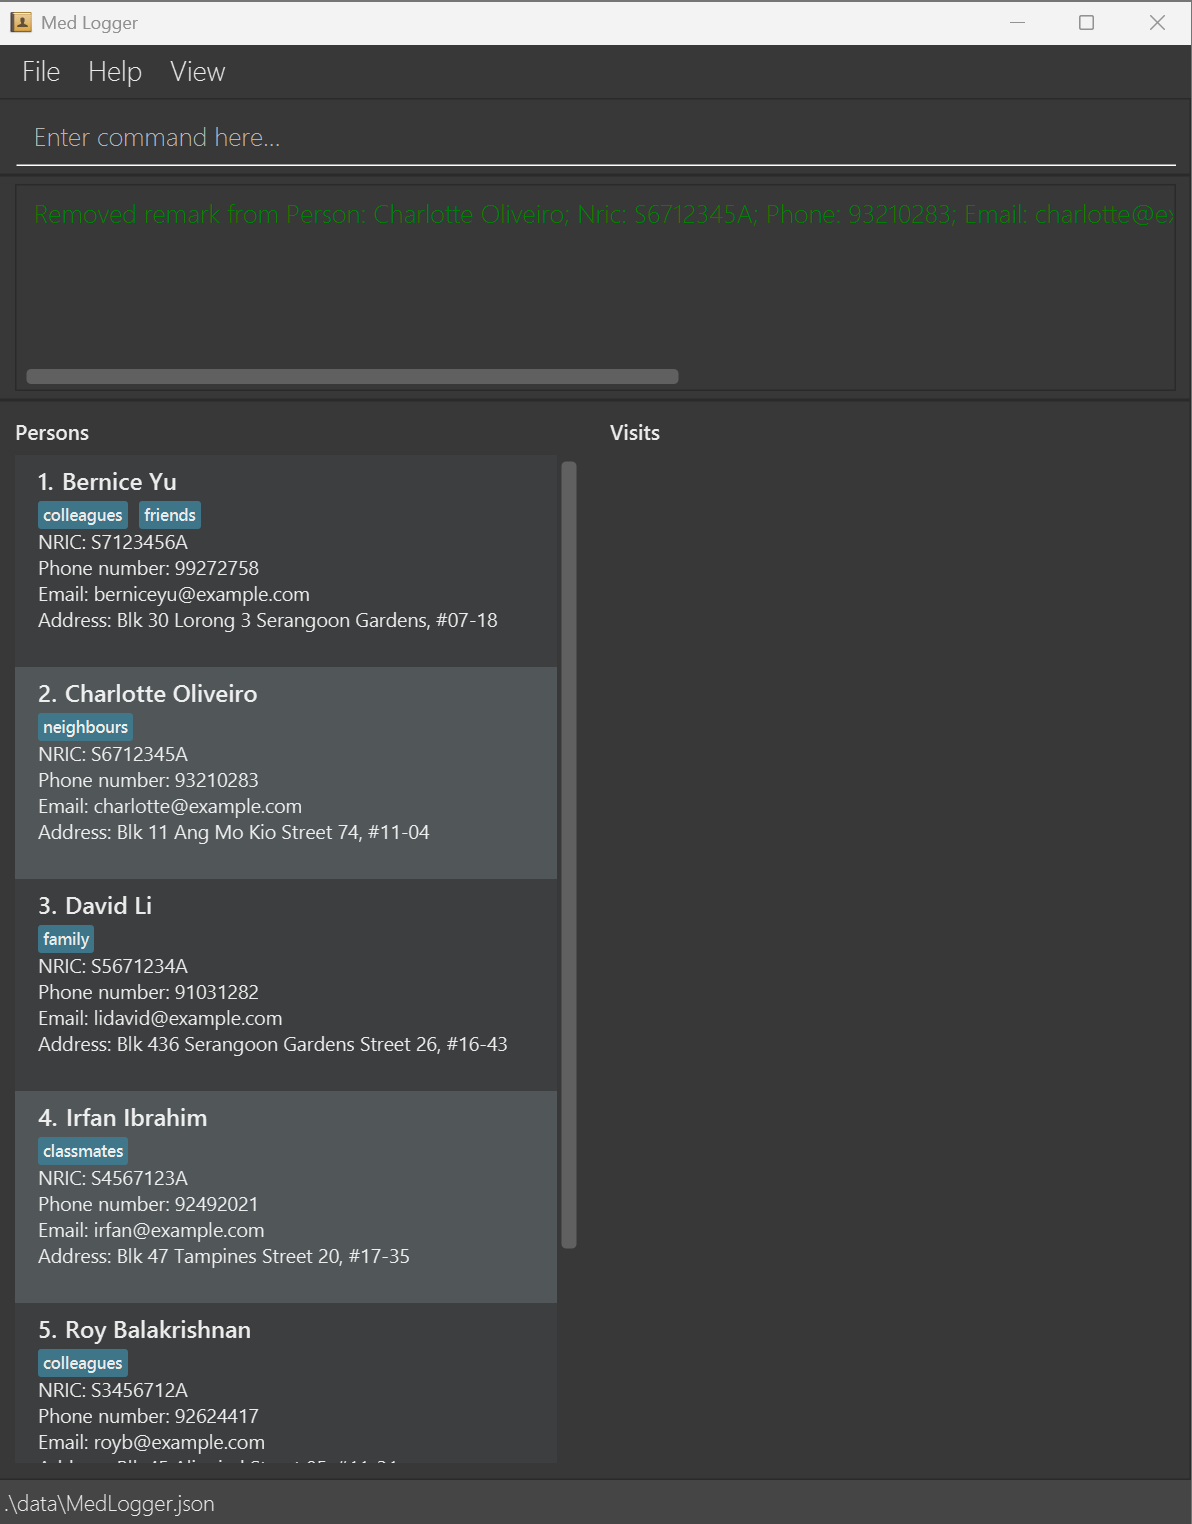 Med Logger
File Help View
Enter command here...
Removed remark from Person: Charlotte Oliveiro; Nric: S6712345A; Phone: 93210283; Email: charlotte@ex
Persons
Visits
1. Bernice Yu
colleagues friends
NRIC: S7123456A
Phone number: 99272758
Email: berniceyu@example.com
Address: Blk 30 Lorong 3 Serangoon Gardens, #07-18
2. Charlotte Oliveiro
neighbours
NRIC: S6712345A
Phone number: 93210283
Email: charlotte@example.com
Address: Blk 11 Ang Mo Kio Street 74, #11-04
3. David Li
family
NRIC: S5671234A
Phone number: 91031282
Email: lidavid@example.com
Address: Blk 436 Serangoon Gardens Street 26, #16-43
4. Irfan Ibrahim
classmates
NRIC: S4567123A
Phone number: 92492021
Email: irfan@example.com
Address: Blk 47 Tampines Street 20, #17-35
5. Roy Balakrishnan
colleagues
NRIC: S3456712A
Phone number: 92624417
Email: royb@example.com
.\data\MedLogger.json